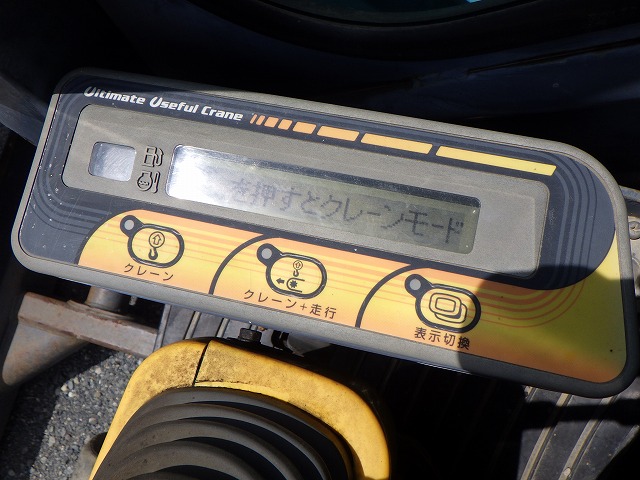 Ultimate Useful Crane
を押すとクレーンモード
クレーン
クレーン+走行
表示切換